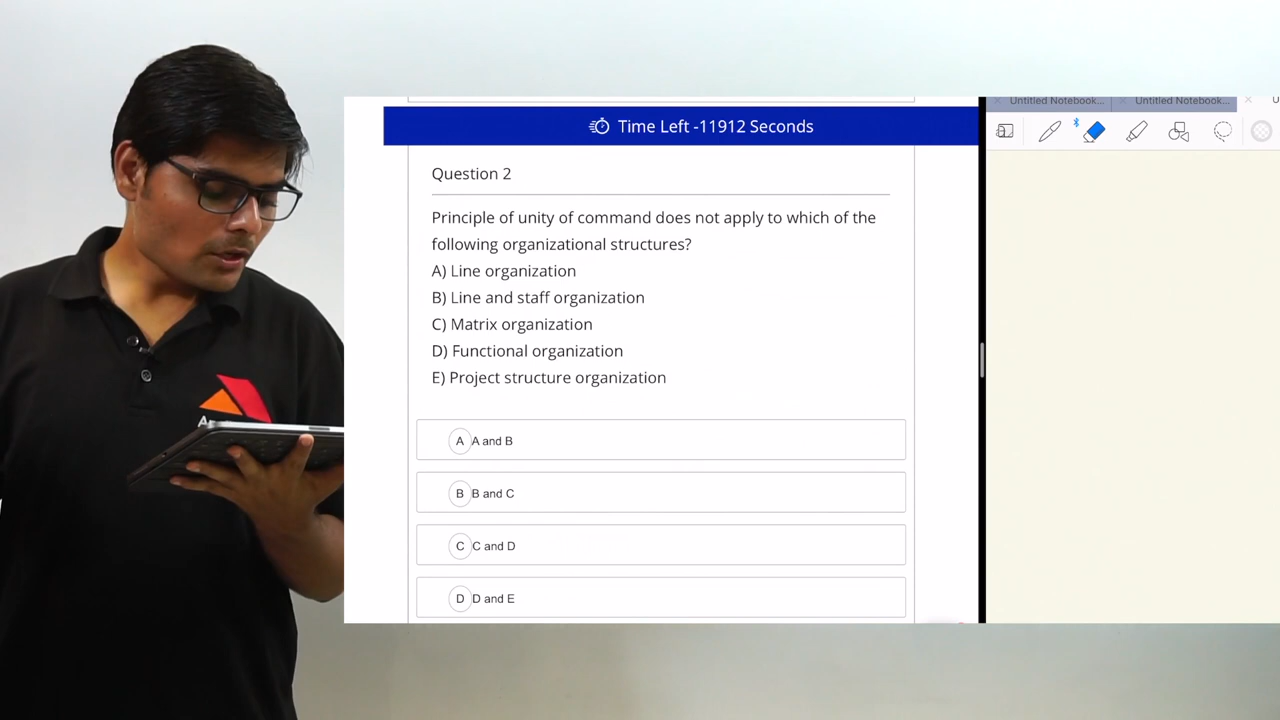 Untitled Notebook...
Untitled Notebook...
Time Left -11912 Seconds
Question 2
Principle of unity of command does not apply to which of the
following organizational structures?
A) Line organization
B) Line and staff organization
C) Matrix organization
D) Functional organization
E) Project structure organization
A A and B
B B and C
C C and D
D D and E